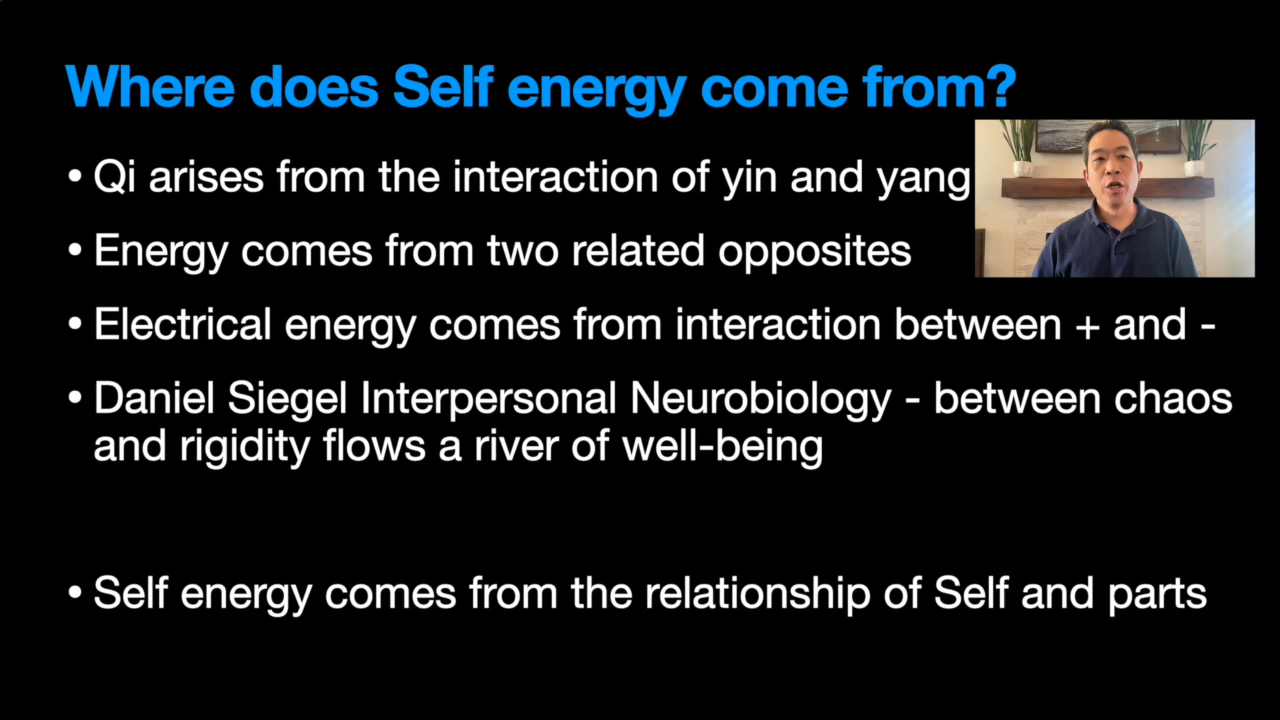 Where does Self energy come from?
• Qi arises from the interaction of yin and yang
• Energy comes from two related opposites
• Electrical energy comes from interaction between + and -
• Daniel Siegel Interpersonal Neurobiology - between chaos
and rigidity flows a river of well-being
• Self energy comes from the relationship of Self and parts